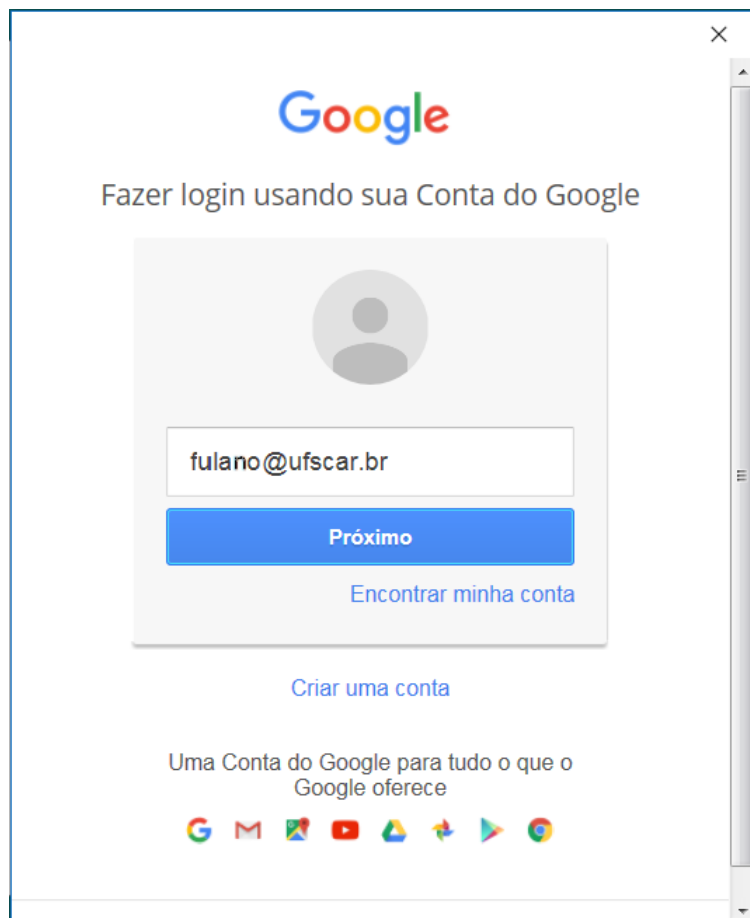 Google
Fazer login usando sua Conta do Google
fulano@ufscar.br
Próximo
Encontrar minha conta
Criar uma conta
Uma Conta do Google para tudo o que o
Google oferece